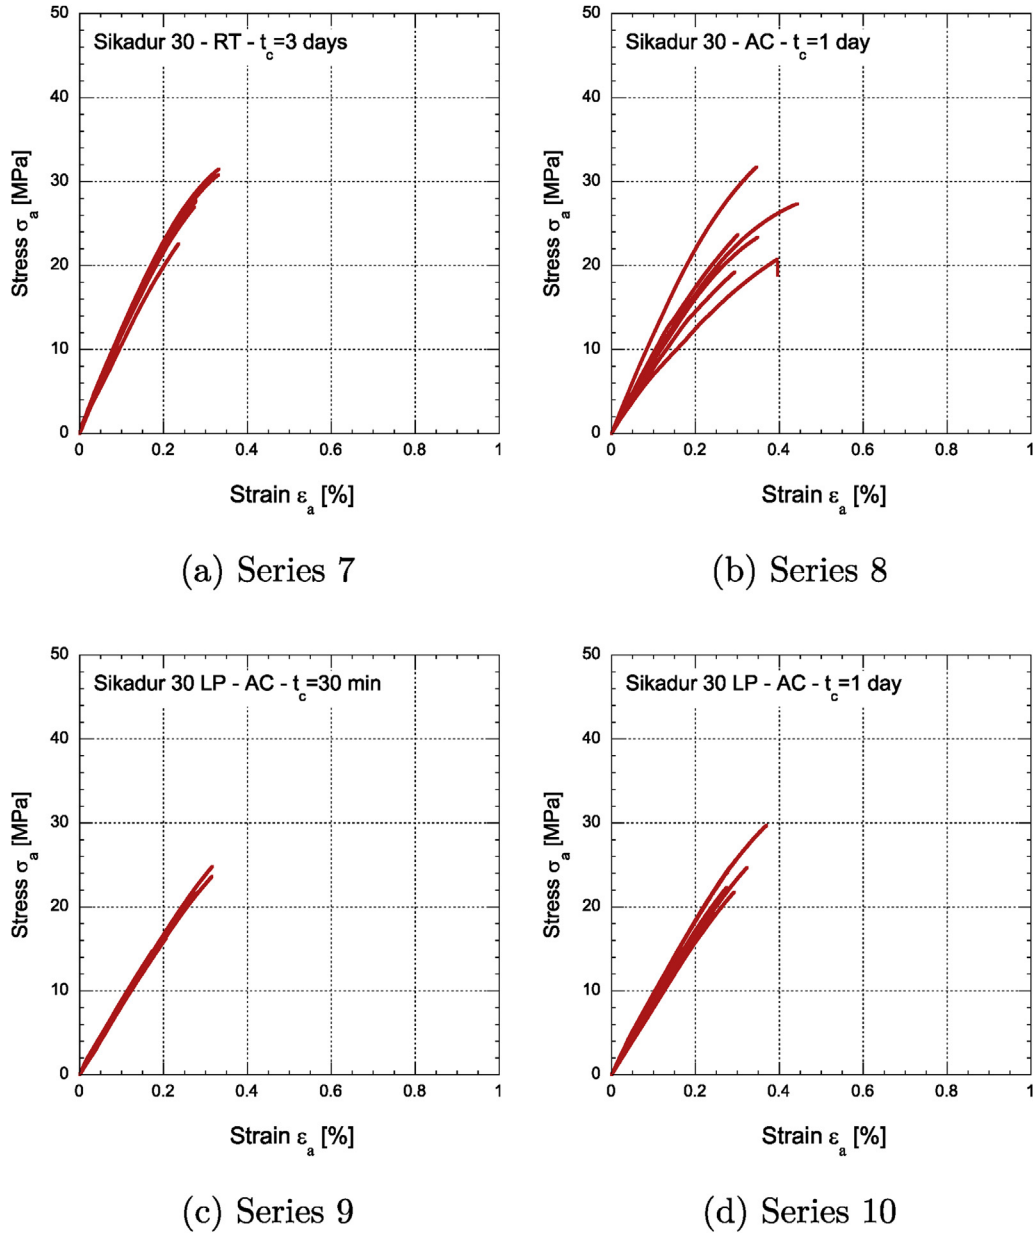 Sikadur 30 - RT - t_c=3 days
50
40
30
20
10
0
Stress σ_a [MPa]
0 0.2 0.4 0.6 0.8 1
Strain ε_a [%]
(a) Series 7
Sikadur 30 - AC - t_c=1 day
50
40
30
20
10
0
Stress σ_a [MPa]
0 0.2 0.4 0.6 0.8 1
Strain ε_a [%]
(b) Series 8
Sikadur 30 LP - AC - t_c=30 min
50
40
30
20
10
0
Stress σ_a [MPa]
0 0.2 0.4 0.6 0.8 1
Strain ε_a [%]
(c) Series 9
Sikadur 30 LP - AC - t_c=1 day
50
40
30
20
10
0
Stress σ_a [MPa]
0 0.2 0.4 0.6 0.8 1
Strain ε_a [%]
(d) Series 10